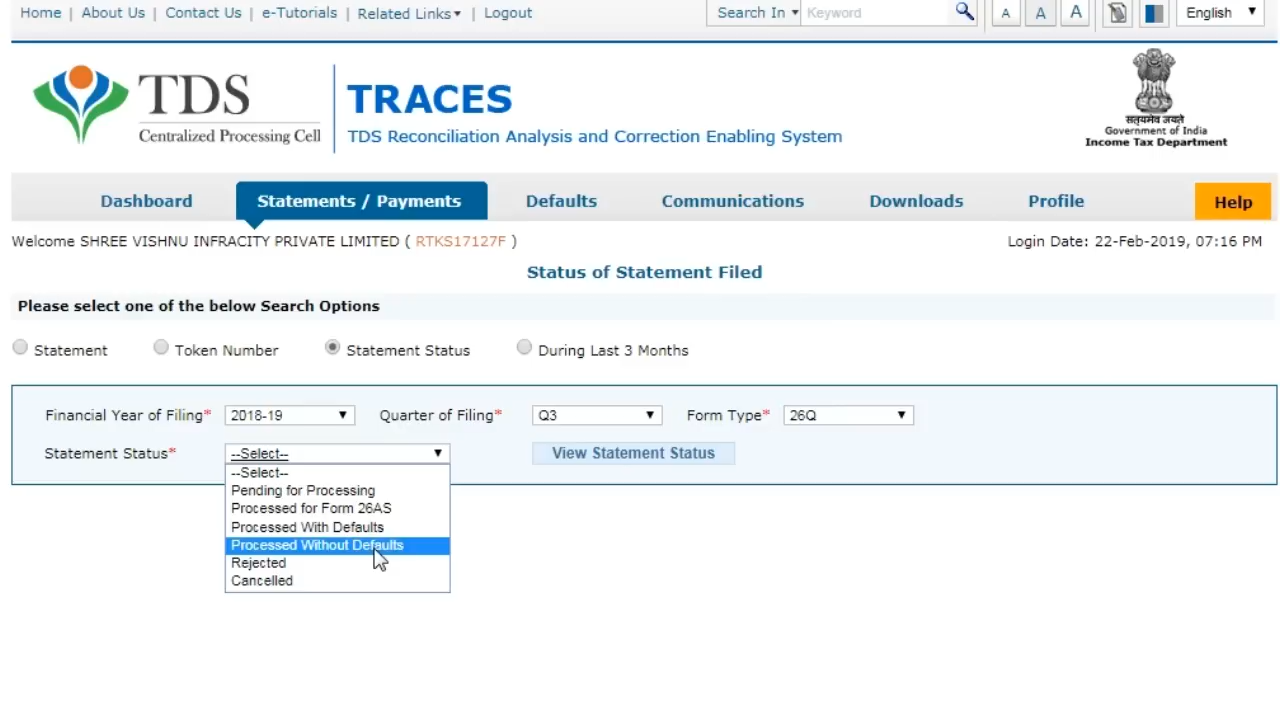 Home | About Us | Contact Us | e-Tutorials | Related Links▾ | Logout
Search In ▾ Keyword A A A English ▼
TDS
Centralized Processing Cell
TRACES
TDS Reconciliation Analysis and Correction Enabling System
सत्यमेव जयते
Government of India
Income Tax Department
Dashboard Statements / Payments Defaults Communications Downloads Profile Help
Welcome SHREE VISHNU INFRACITY PRIVATE LIMITED ( RTKS17127F ) Login Date: 22-Feb-2019, 07:16 PM
Status of Statement Filed
Please select one of the below Search Options
Statement Token Number Statement Status During Last 3 Months
Financial Year of Filing* 2018-19 ▼ Quarter of Filing* Q3 ▼ Form Type* 26Q ▼
Statement Status* --Select-- ▼ View Statement Status
--Select--
Pending for Processing
Processed for Form 26AS
Processed With Defaults
Processed Without Defaults
Rejected
Cancelled